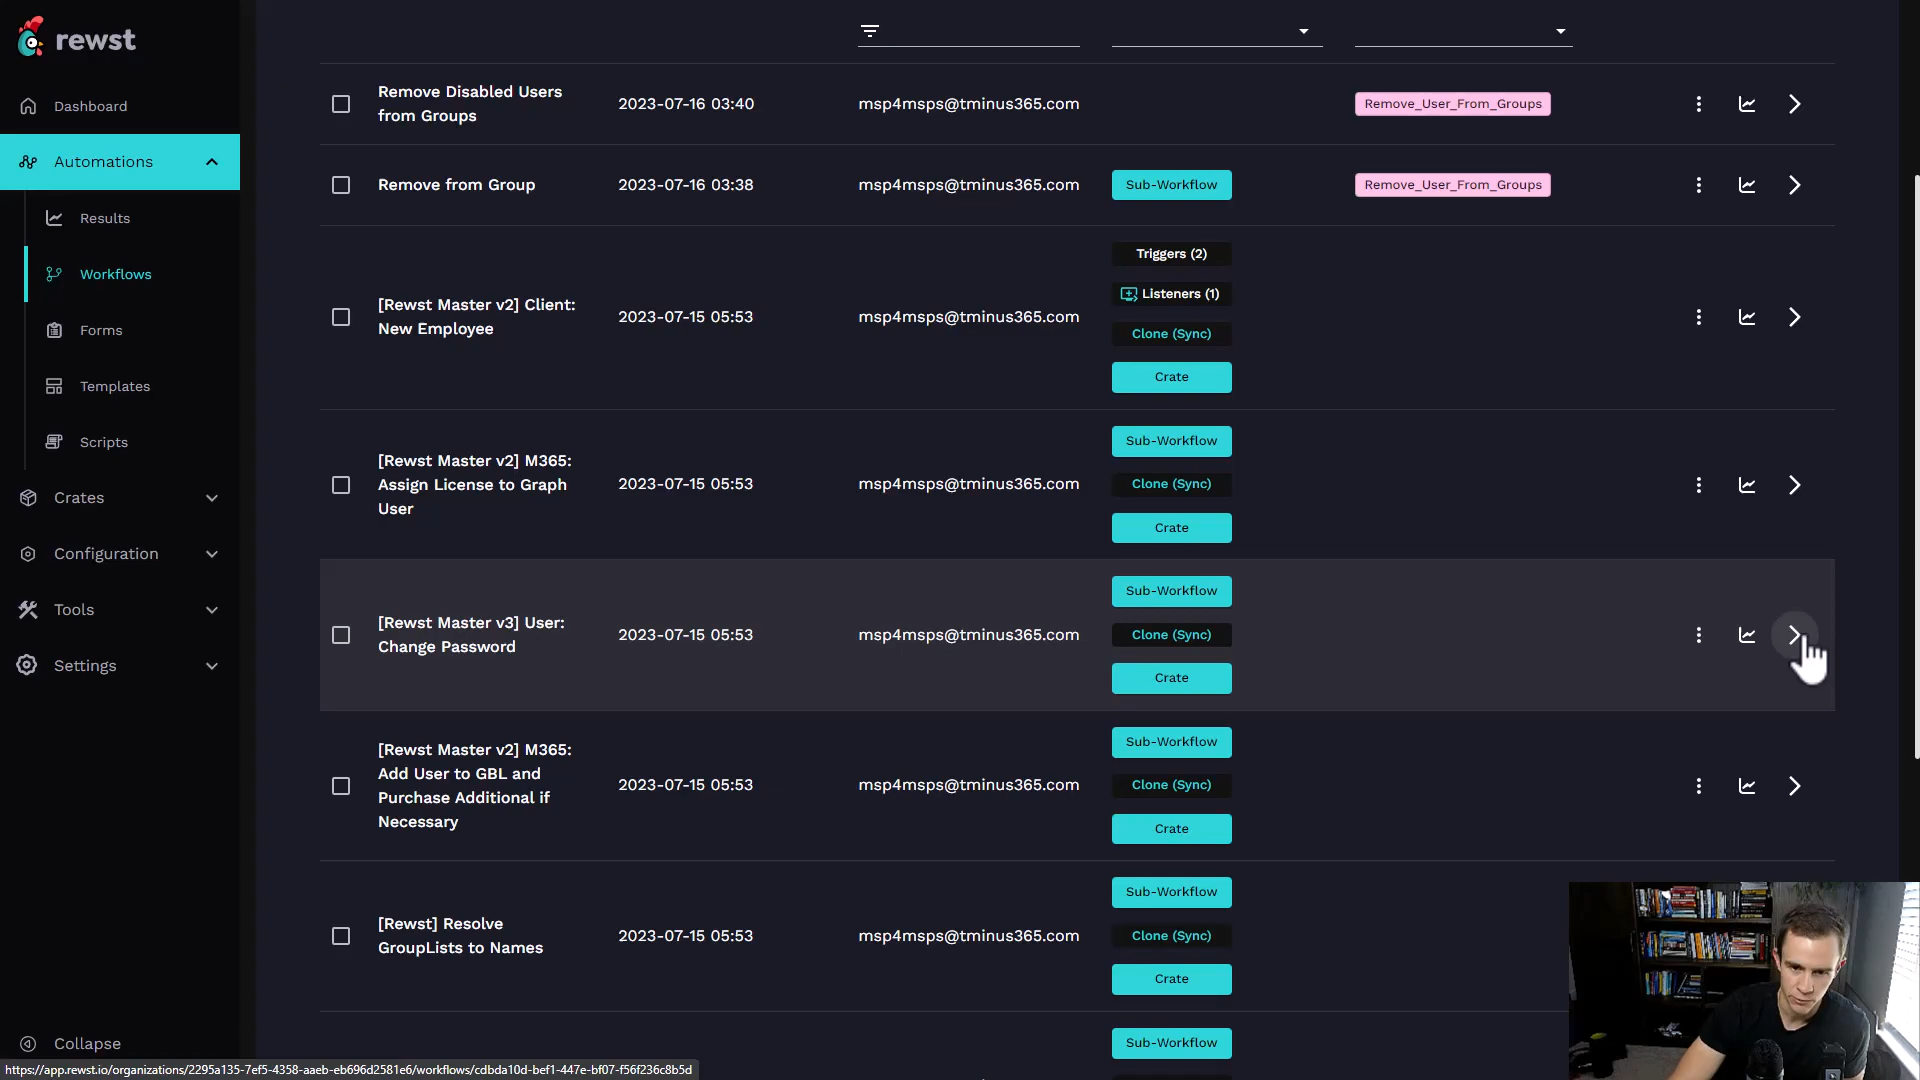 rewst
Dashboard
Automations
Results
Workflows
Forms
Templates
Scripts
Crates
Configuration
Tools
Settings
Collapse
Remove Disabled Users
from Groups
2023-07-16 03:40
msp4msps@tminus365.com
Remove_User_From_Groups
Remove from Group
2023-07-16 03:38
msp4msps@tminus365.com
Sub-Workflow
Remove_User_From_Groups
[Rewst Master v2] Client:
New Employee
2023-07-15 05:53
msp4msps@tminus365.com
Triggers (2)
Listeners (1)
Clone (Sync)
Crate
[Rewst Master v2] M365:
Assign License to Graph
User
2023-07-15 05:53
msp4msps@tminus365.com
Sub-Workflow
Clone (Sync)
Crate
[Rewst Master v3] User:
Change Password
2023-07-15 05:53
msp4msps@tminus365.com
Sub-Workflow
Clone (Sync)
Crate
[Rewst Master v2] M365:
Add User to GBL and
Purchase Additional if
Necessary
2023-07-15 05:53
msp4msps@tminus365.com
Sub-Workflow
Clone (Sync)
Crate
[Rewst] Resolve
GroupLists to Names
2023-07-15 05:53
msp4msps@tminus365.com
Sub-Workflow
Clone (Sync)
Crate
Sub-Workflow
https://app.rewst.io/organizations/2295a135-7ef5-4358-aaeb-eb696d2581e6/workflows/cdbda10d-bef1-447e-bf07-f56f236c8b5d